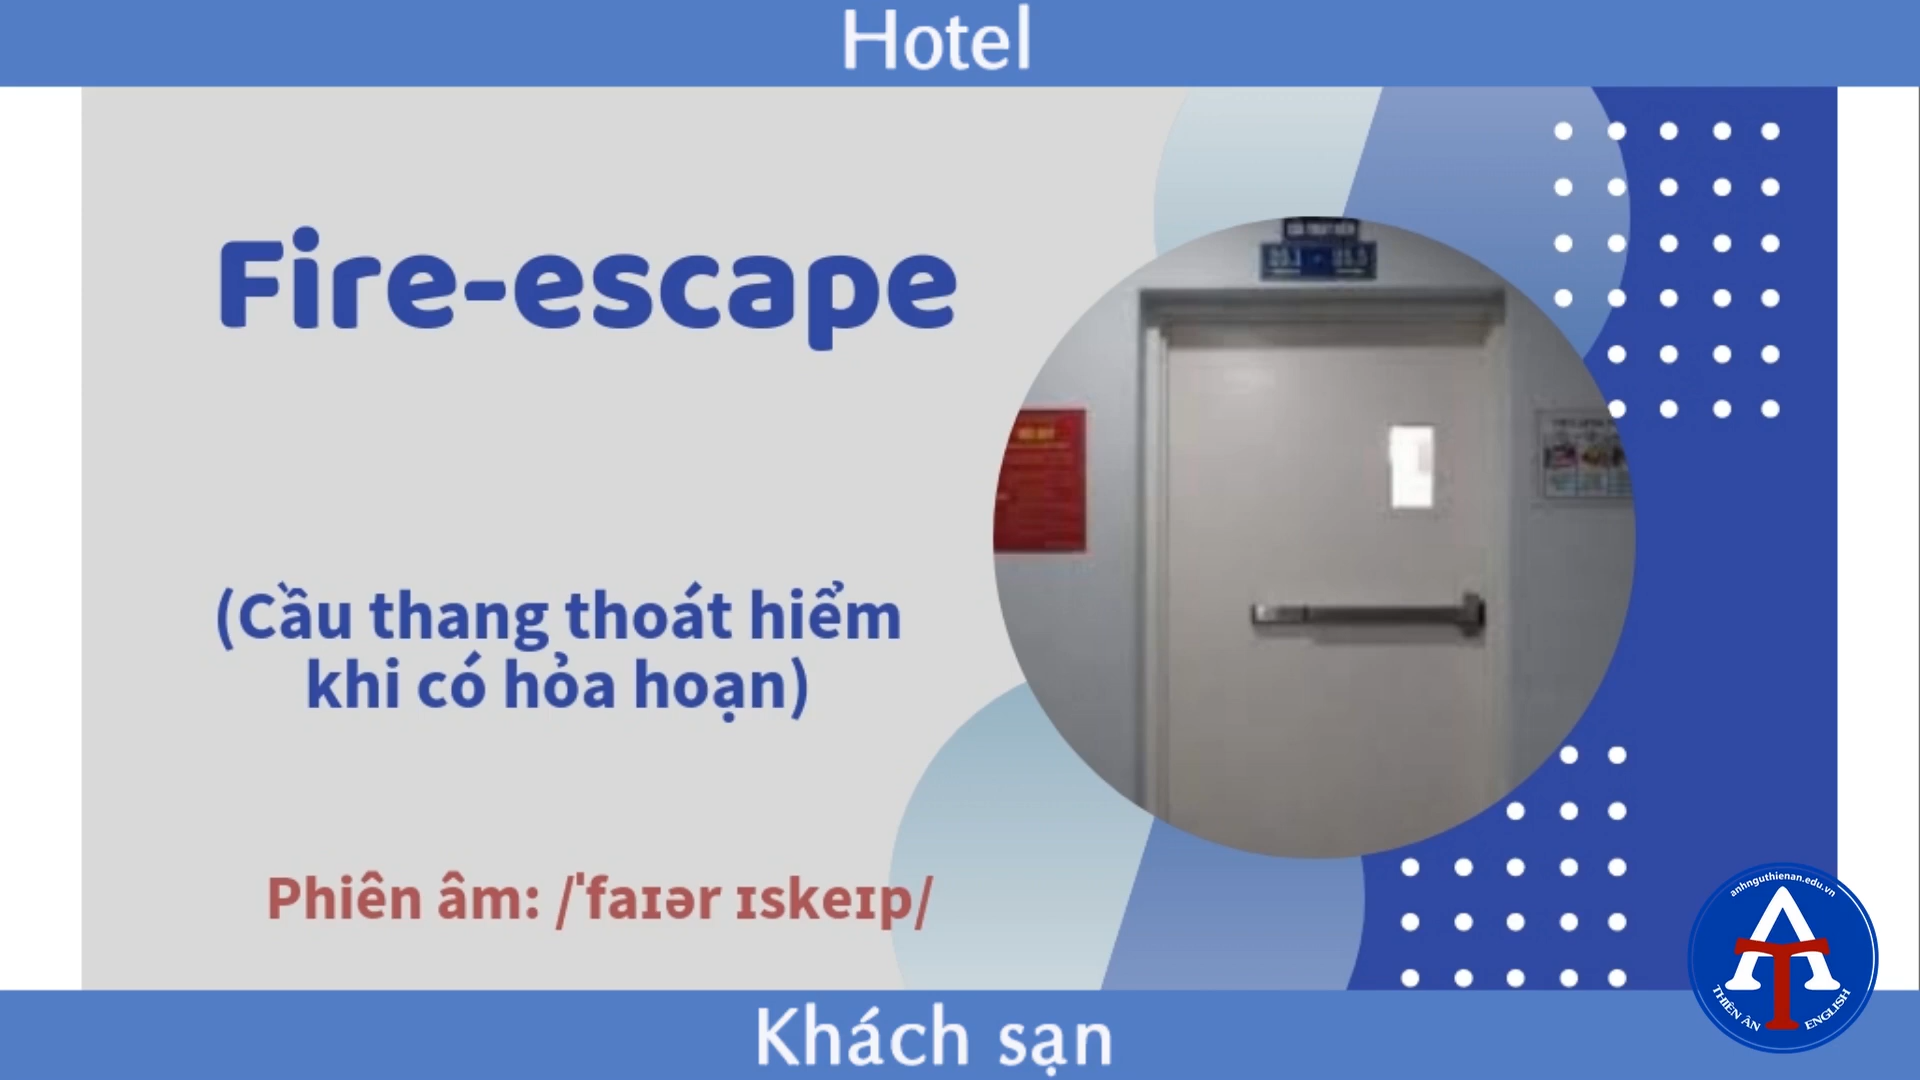 Hotel
Fire-escape
(Cầu thang thoát hiểm
khi có hỏa hoạn)
Phiên âm: /ˈfaɪər ɪskeɪp/
anhnguthienan.edu.vn
AT
THIÊN ÂN ENGLISH
Khách sạn